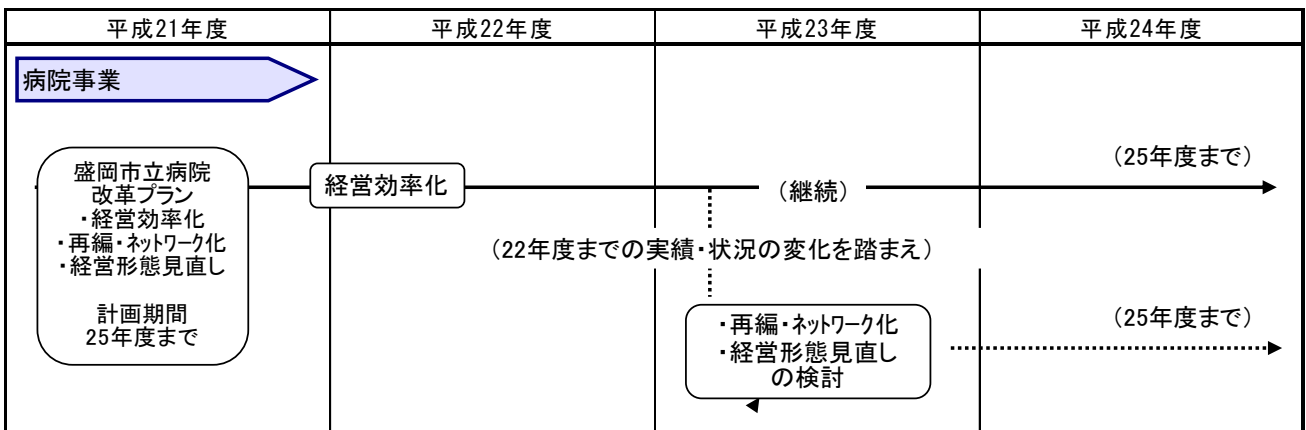 平成21年度
平成22年度
平成23年度
平成24年度
病院事業
盛岡市立病院
改革プラン
・経営効率化
・再編・ネットワーク化
・経営形態見直し
計画期間
25年度まで
経営効率化
（継続）
（25年度まで）
（22年度までの実績・状況の変化を踏まえ）
・再編・ネットワーク化
・経営形態見直し
の検討
（25年度まで）